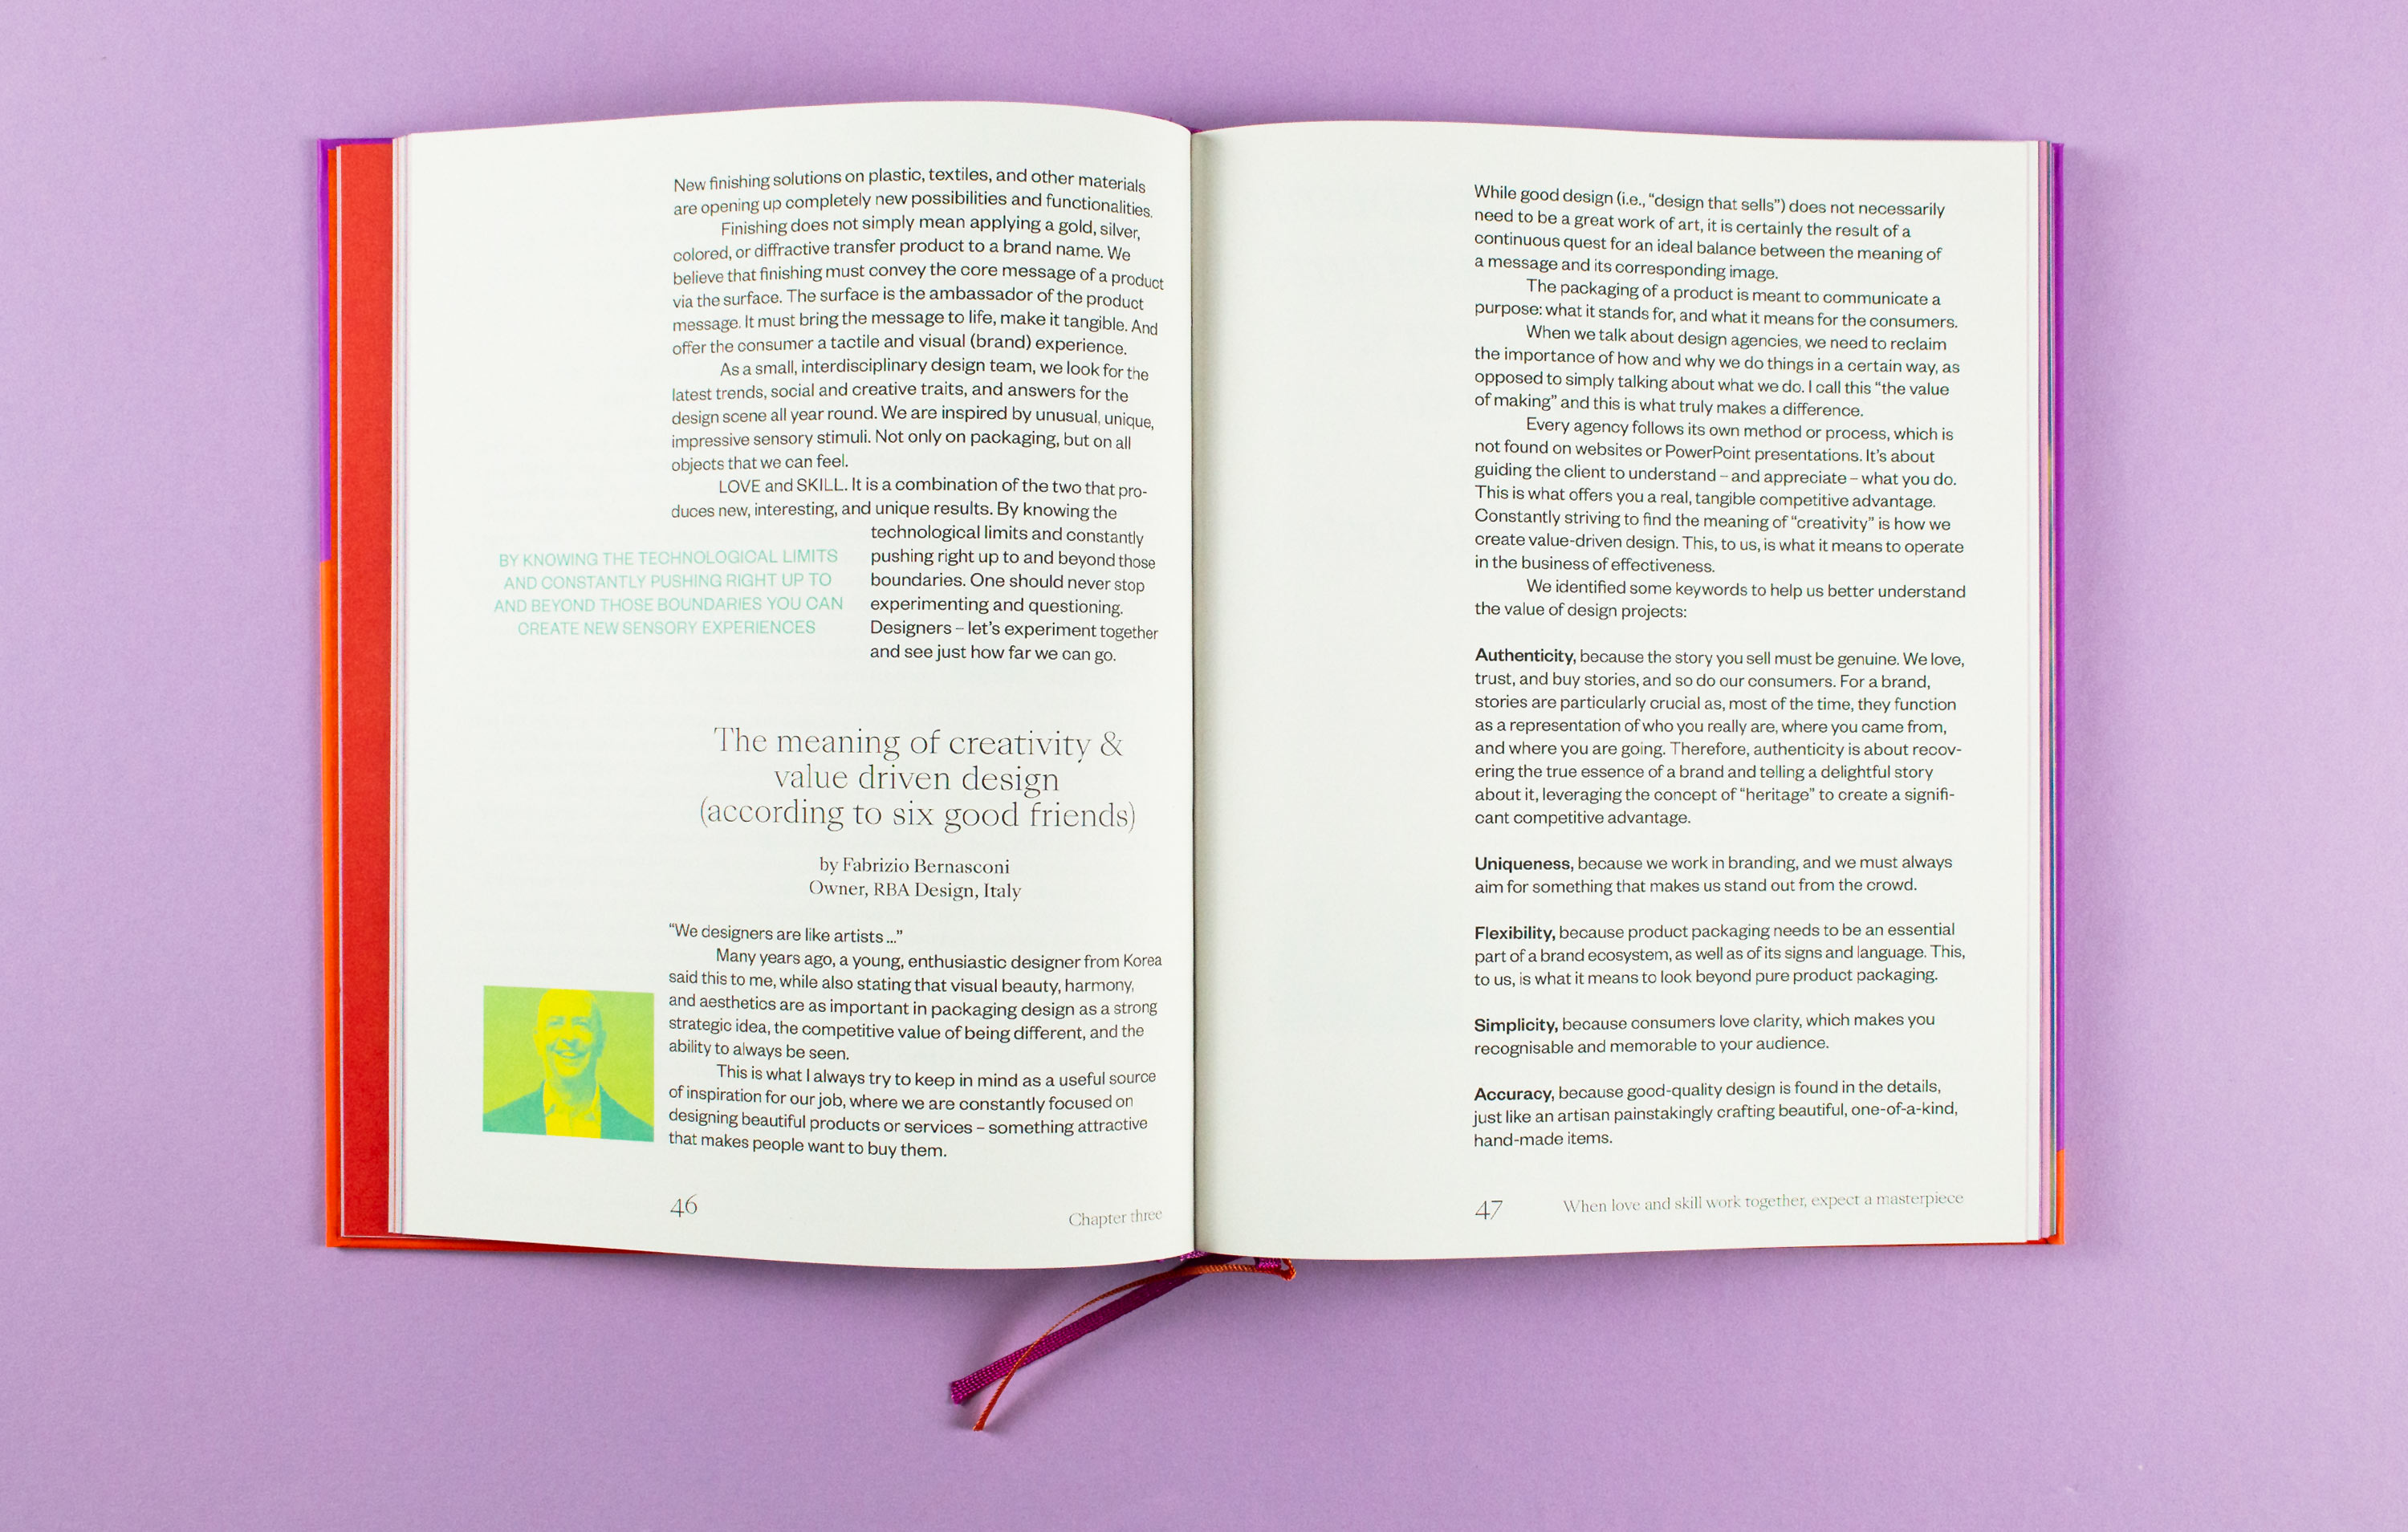 New finishing solutions on plastic, textiles, and other materials
are opening up completely new possibilities and functionalities.
Finishing does not simply mean applying a gold, silver,
colored, or diffractive transfer product to a brand name. We
believe that finishing must convey the core message of a product
via the surface. The surface is the ambassador of the product
message. It must bring the message to life, make it tangible. And
offer the consumer a tactile and visual (brand) experience.
As a small, interdisciplinary design team, we look for the
latest trends, social and creative traits, and answers for the
design scene all year round. We are inspired by unusual, unique,
impressive sensory stimuli. Not only on packaging, but on all
objects that we can feel.
LOVE and SKILL. It is a combination of the two that pro-
duces new, interesting, and unique results. By knowing the
technological limits and constantly
pushing right up to and beyond those
boundaries. One should never stop
experimenting and questioning.
Designers – let's experiment together
and see just how far we can go.
BY KNOWING THE TECHNOLOGICAL LIMITS
AND CONSTANTLY PUSHING RIGHT UP TO
AND BEYOND THOSE BOUNDARIES YOU CAN
CREATE NEW SENSORY EXPERIENCES
The meaning of creativity &
value driven design
(according to six good friends)
by Fabrizio Bernasconi
Owner, RBA Design, Italy
"We designers are like artists ..."
Many years ago, a young, enthusiastic designer from Korea
said this to me, while also stating that visual beauty, harmony,
and aesthetics are as important in packaging design as a strong
strategic idea, the competitive value of being different, and the
ability to always be seen.
This is what I always try to keep in mind as a useful source
of inspiration for our job, where we are constantly focused on
designing beautiful products or services – something attractive
that makes people want to buy them.
46
Chapter three
While good design (i.e., "design that sells") does not necessarily
need to be a great work of art, it is certainly the result of a
continuous quest for an ideal balance between the meaning of
a message and its corresponding image.
The packaging of a product is meant to communicate a
purpose: what it stands for, and what it means for the consumers.
When we talk about design agencies, we need to reclaim
the importance of how and why we do things in a certain way, as
opposed to simply talking about what we do. I call this "the value
of making" and this is what truly makes a difference.
Every agency follows its own method or process, which is
not found on websites or PowerPoint presentations. It's about
guiding the client to understand – and appreciate – what you do.
This is what offers you a real, tangible competitive advantage.
Constantly striving to find the meaning of "creativity" is how we
create value-driven design. This, to us, is what it means to operate
in the business of effectiveness.
We identified some keywords to help us better understand
the value of design projects:
Authenticity, because the story you sell must be genuine. We love,
trust, and buy stories, and so do our consumers. For a brand,
stories are particularly crucial as, most of the time, they function
as a representation of who you really are, where you came from,
and where you are going. Therefore, authenticity is about recov-
ering the true essence of a brand and telling a delightful story
about it, leveraging the concept of "heritage" to create a signifi-
cant competitive advantage.
Uniqueness, because we work in branding, and we must always
aim for something that makes us stand out from the crowd.
Flexibility, because product packaging needs to be an essential
part of a brand ecosystem, as well as of its signs and language. This,
to us, is what it means to look beyond pure product packaging.
Simplicity, because consumers love clarity, which makes you
recognisable and memorable to your audience.
Accuracy, because good-quality design is found in the details,
just like an artisan painstakingly crafting beautiful, one-of-a-kind,
hand-made items.
47
When love and skill work together, expect a masterpiece